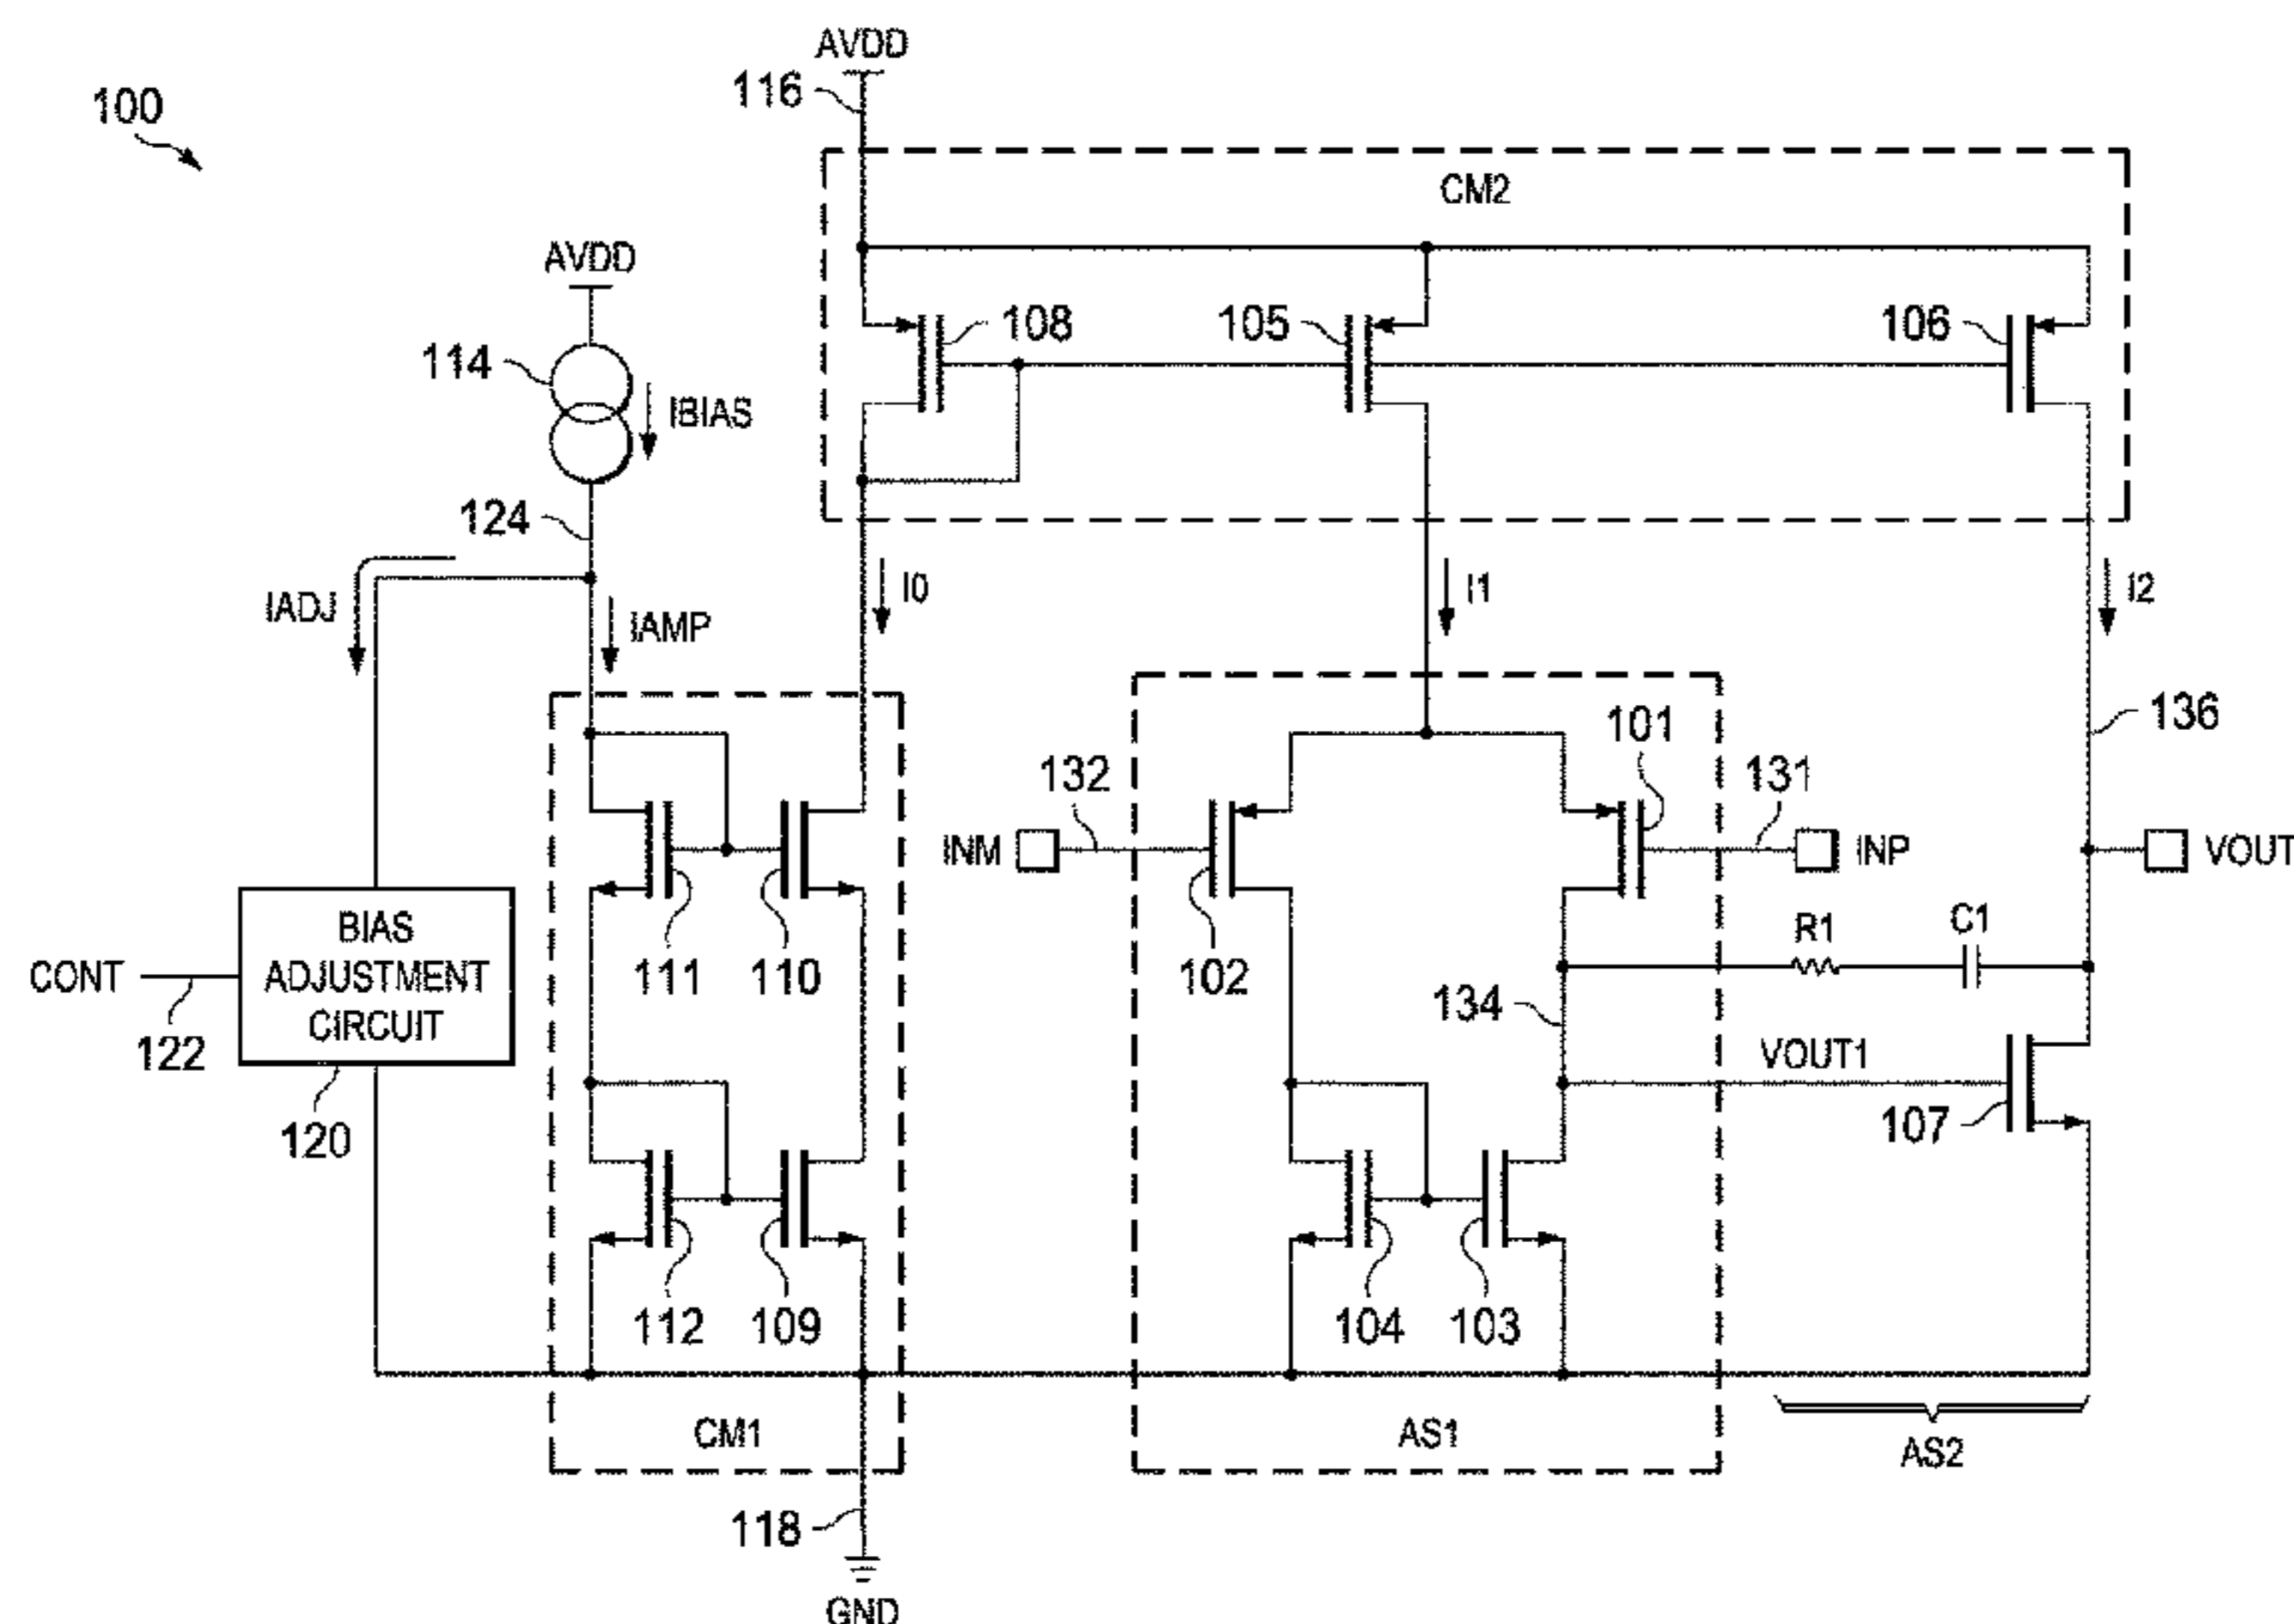 AVDD
116
100
CM2
AVDD
108
105
106
114
IBIAS
124
IADJ
IAMP
I0
I1
I2
101
136
132
131
INM
INP
VOUT
BIAS
ADJUSTMENT
CIRCUIT
CONT
122
120
111
110
102
R1
C1
134
VOUT1
107
112
109
104
103
CM1
AS1
AS2
118
GND